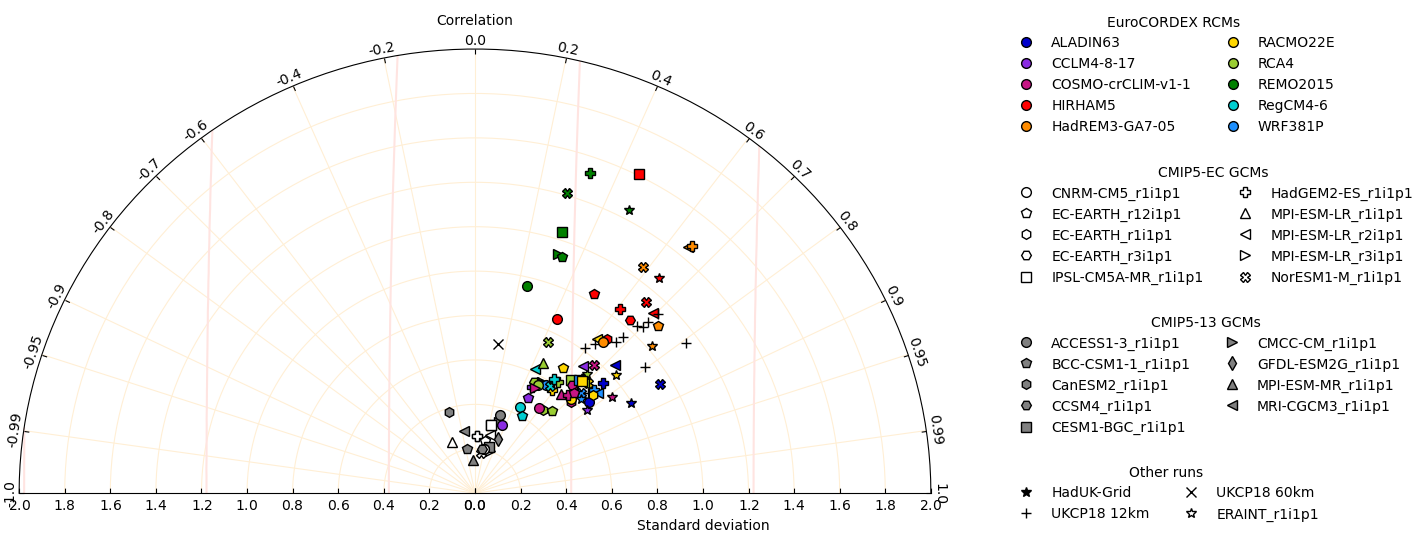 Correlation
0.0
-0.2 0.2
-0.4 0.4
-0.6 0.6
-0.7 0.7
-0.8 0.8
-0.9 0.9
-0.95 0.95
-0.99 0.99
-1.0 1.0
1.8 1.6 1.4 1.2 1.0 0.8 0.6 0.4 0.2 0.0 0.2 0.4 0.6 0.8 1.0 1.2 1.4 1.6 1.8 2.0
Standard deviation
EuroCORDEX RCMs
ALADIN63 RACMO22E
CCLM4-8-17 RCA4
COSMO-crCLIM-v1-1 REMO2015
HIRHAM5 RegCM4-6
HadREM3-GA7-05 WRF381P
CMIP5-EC GCMs
CNRM-CM5_r1i1p1 HadGEM2-ES_r1i1p1
EC-EARTH_r12i1p1 MPI-ESM-LR_r1i1p1
EC-EARTH_r1i1p1 MPI-ESM-LR_r2i1p1
EC-EARTH_r3i1p1 MPI-ESM-LR_r3i1p1
IPSL-CM5A-MR_r1i1p1 NorESM1-M_r1i1p1
CMIP5-13 GCMs
ACCESS1-3_r1i1p1 CMCC-CM_r1i1p1
BCC-CSM1-1_r1i1p1 GFDL-ESM2G_r1i1p1
CanESM2_r1i1p1 MPI-ESM-MR_r1i1p1
CCSM4_r1i1p1 MRI-CGCM3_r1i1p1
CESM1-BGC_r1i1p1
Other runs
HadUK-Grid UKCP18 60km
UKCP18 12km ERAINT_r1i1p1